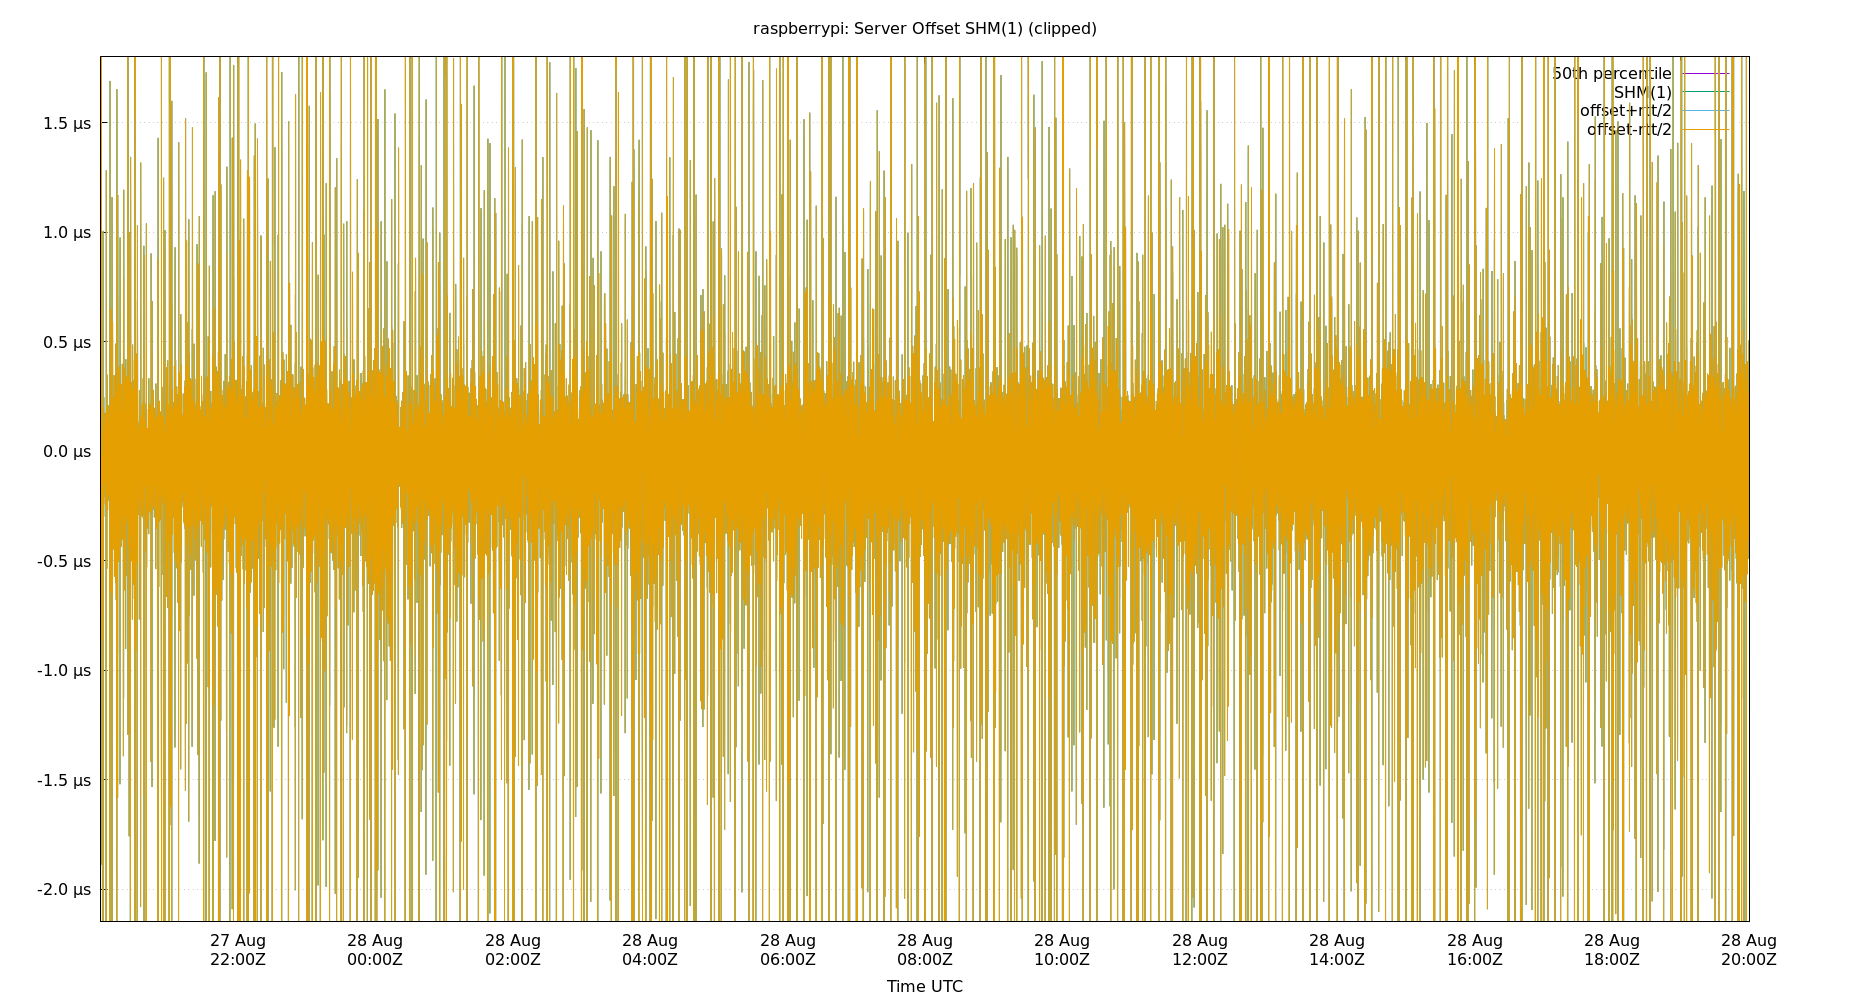 raspberrypi: Server Offset SHM(1) (clipped)
50th percentile
SHM(1)
offset+rtt/2
offset-rtt/2
1.5 µs
1.0 µs
0.5 µs
0.0 µs
-0.5 µs
-1.0 µs
-1.5 µs
-2.0 µs
27 Aug 28 Aug 28 Aug 28 Aug 28 Aug 28 Aug 28 Aug 28 Aug 28 Aug 28 Aug 28 Aug 28 Aug
22:00Z 00:00Z 02:00Z 04:00Z 06:00Z 08:00Z 10:00Z 12:00Z 14:00Z 16:00Z 18:00Z 20:00Z
Time UTC